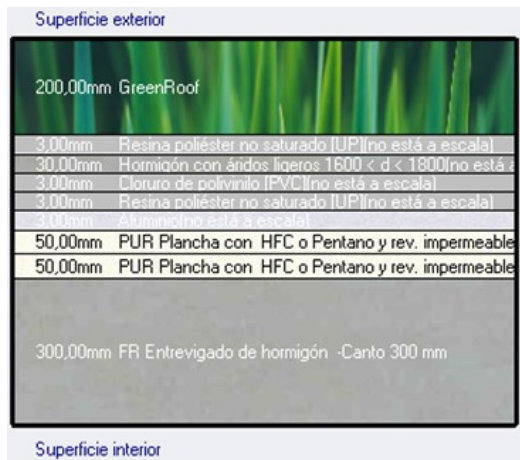 Superficie exterior
200,00mm GreenRoof
3,00mm Resina poliéster no saturado [UP](no está a escala)
30,00mm Hormigón con áridos ligeros 1600 < d < 1800(no está a
3,00mm Cloruro de polivinilo [PVC](no está a escala)
3,00mm Resina poliéster no saturado [UP](no está a escala)
3,00mm Aluminio(no está a escala)
50,00mm PUR Plancha con HFC o Pentano y rev. impermeable
50,00mm PUR Plancha con HFC o Pentano y rev. impermeable
300,00mm FR Entrevigado de hormigón -Canto 300 mm
Superficie interior